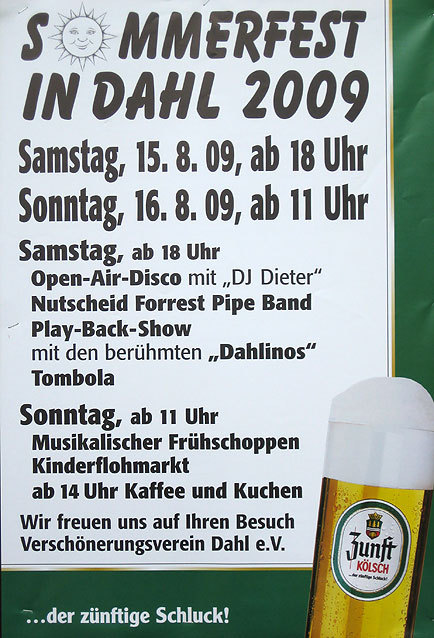 SOMMERFEST
IN DAHL 2009
Samstag, 15. 8. 09, ab 18 Uhr
Sonntag, 16. 8. 09, ab 11 Uhr
Samstag, ab 18 Uhr
Open-Air-Disco mit „DJ Dieter“
Nutscheid Forrest Pipe Band
Play-Back-Show
mit den berühmten „Dahlinos“
Tombola
Sonntag, ab 11 Uhr
Musikalischer Frühschoppen
Kinderflohmarkt
ab 14 Uhr Kaffee und Kuchen
Wir freuen uns auf Ihren Besuch
Verschönerungsverein Dahl e.V.
Zunft
KÖLSCH
...der zünftige Schluck!
...der zünftige Schluck!